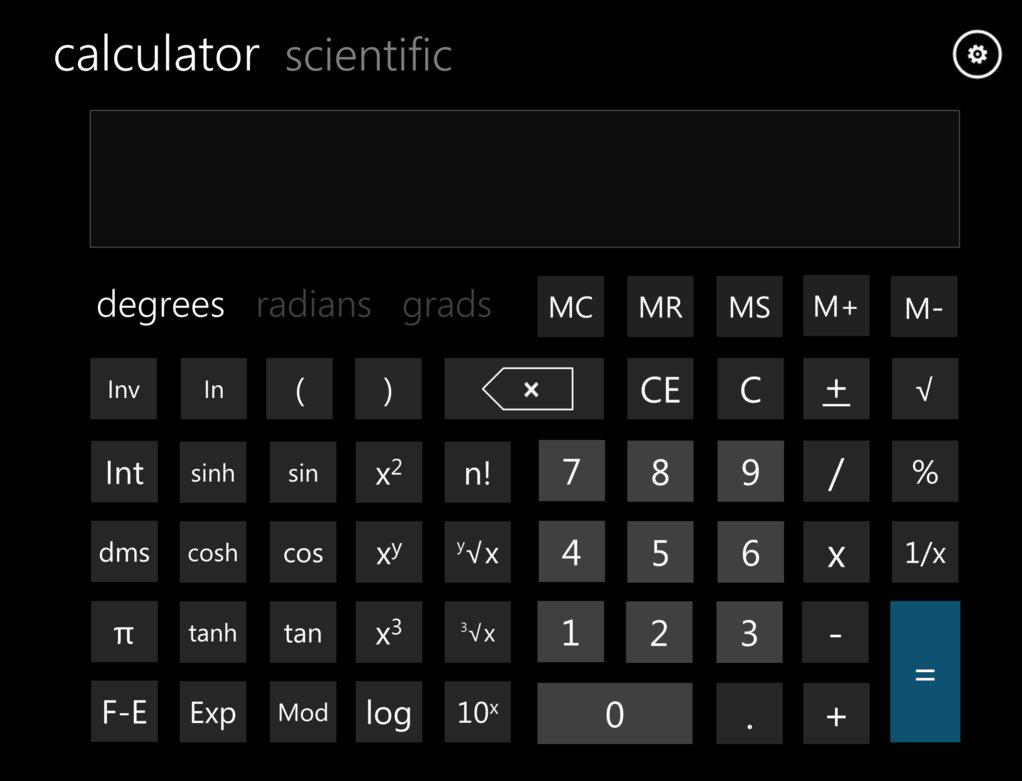 calculator scientific
degrees radians grads MC MR MS M+ M-
Inv In ( ) × CE C ± √
Int sinh sin x² n! 7 8 9 / %
dms cosh cos xʸ ʸ√x 4 5 6 x 1/x
π tanh tan x³ ³√x 1 2 3 - =
F-E Exp Mod log 10ˣ 0 . +